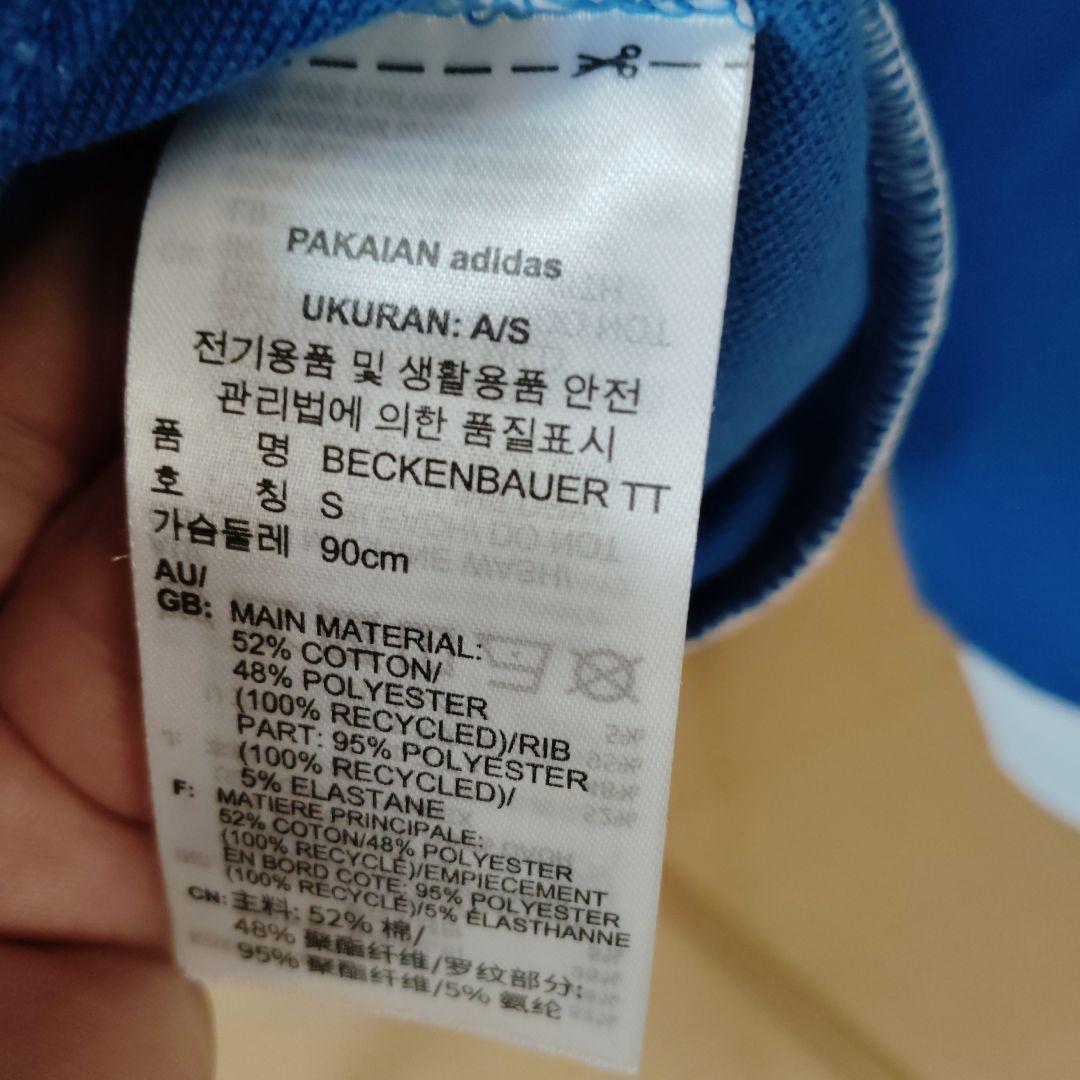 PAKAIAN adidas
UKURAN: A/S
전기용품 및 생활용품 안전
관리법에 의한 품질표시
품 명 BECKENBAUER TT
호 칭 S
가슴둘레 90cm
AU/
GB: MAIN MATERIAL:
52% COTTON/
48% POLYESTER
(100% RECYCLED)/RIB
PART: 95% POLYESTER
(100% RECYCLED)/
5% ELASTANE
F: MATIERE PRINCIPALE:
52% COTON/48% POLYESTER
(100% RECYCLÉ)/EMPIECEMENT
EN BORD COTE: 95% POLYESTER
(100% RECYCLÉ)/5% ÉLASTHANNE
CN: 主料: 52% 棉/
48% 聚酯纤维/罗纹部分:
95% 聚酯纤维/5% 氨纶